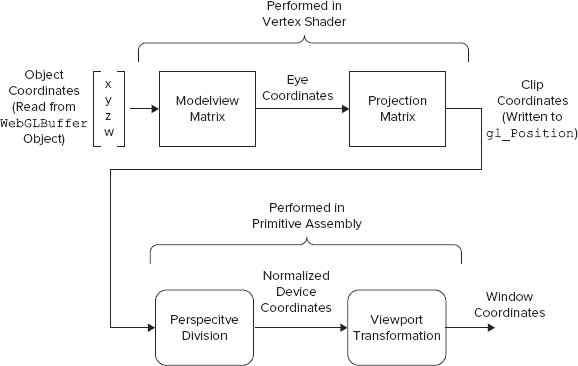 Performed in
Vertex Shader
Object
Coordinates
(Read from
WebGLBuffer
Object)
x
y
z
w
Modelview
Matrix
Eye
Coordinates
Projection
Matrix
Clip
Coordinates
(Written to
gl_Position)
Performed in
Primitive Assembly
Perspecitve
Division
Normalized
Device
Coordinates
Viewport
Transformation
Window
Coordinates